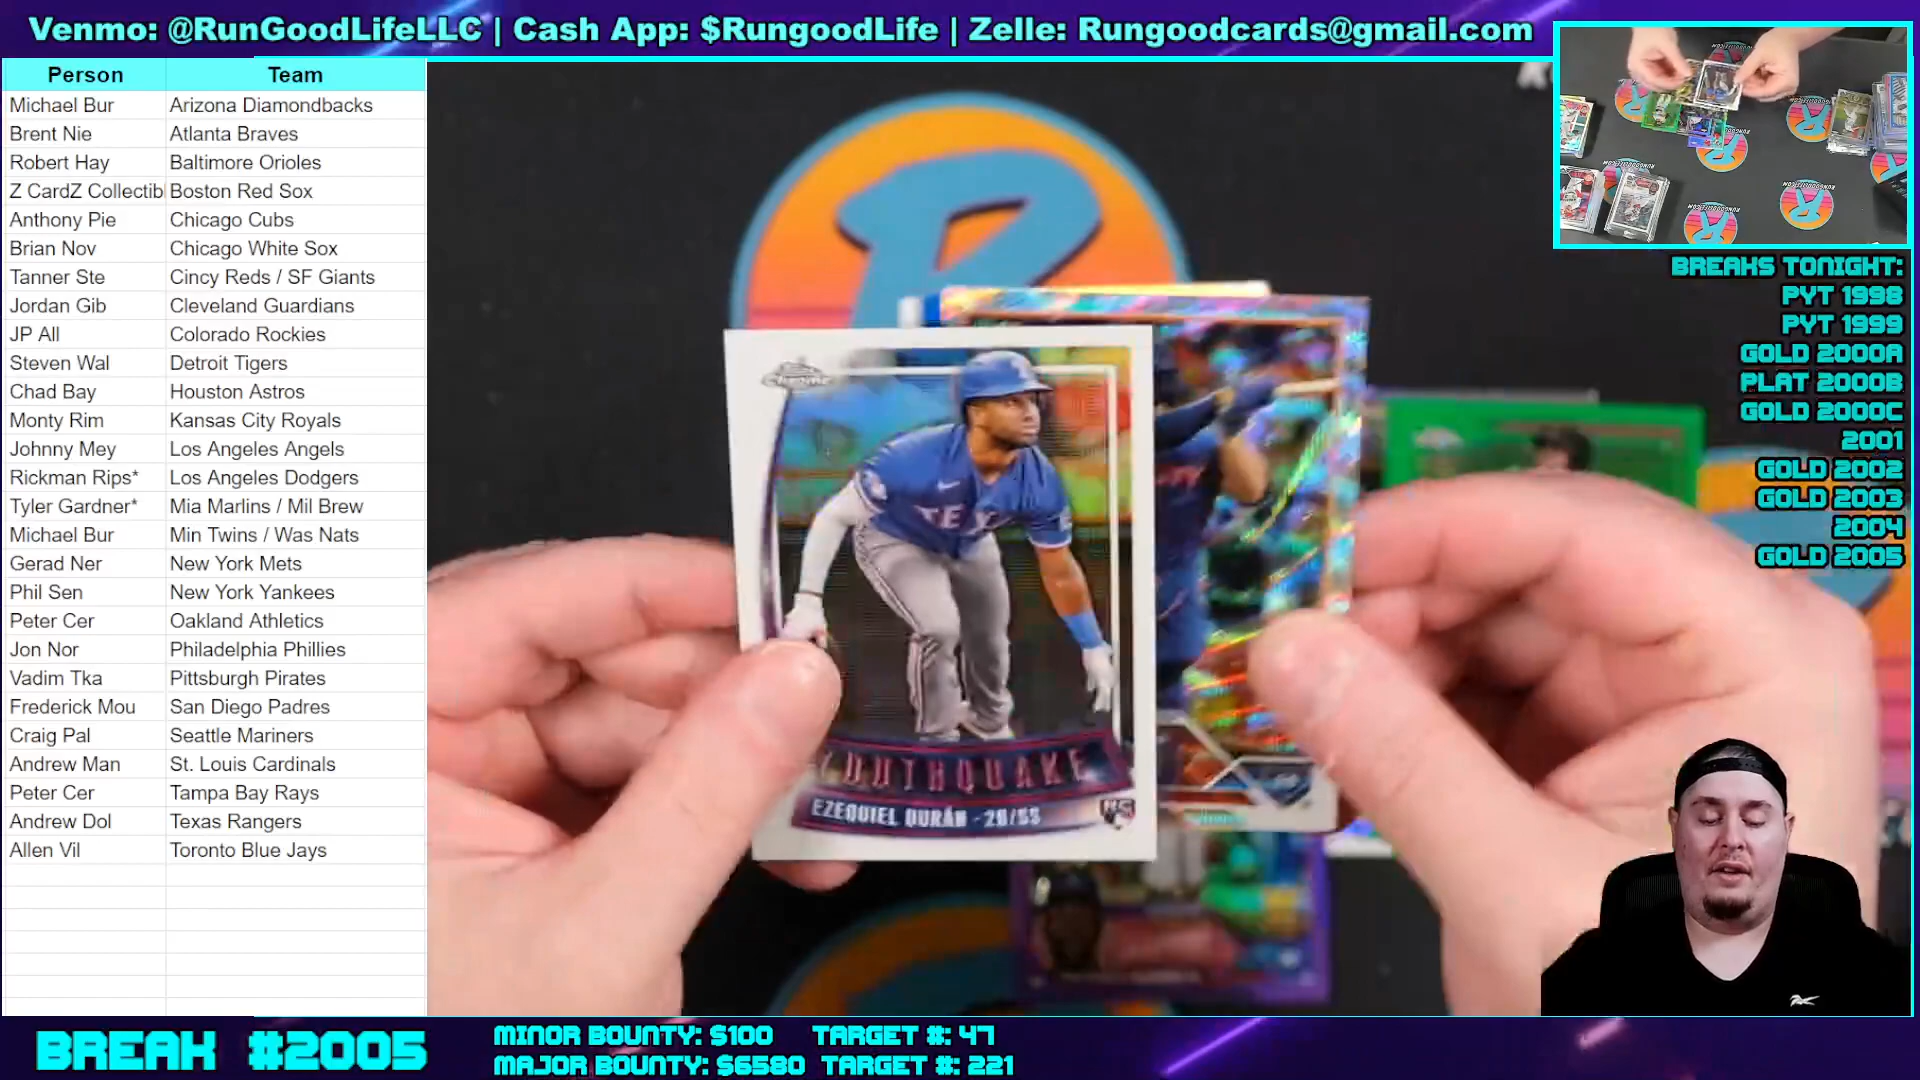 Venmo: @RunGoodLifeLLC | Cash App: $RungoodLife | Zelle: Rungoodcards@gmail.com
Person Team
Michael Bur Arizona Diamondbacks
Brent Nie Atlanta Braves
Robert Hay Baltimore Orioles
Z CardZ Collectib Boston Red Sox
Anthony Pie Chicago Cubs
Brian Nov Chicago White Sox
Tanner Ste Cincy Reds / SF Giants
Jordan Gib Cleveland Guardians
JP All Colorado Rockies
Steven Wal Detroit Tigers
Chad Bay Houston Astros
Monty Rim Kansas City Royals
Johnny Mey Los Angeles Angels
Rickman Rips* Los Angeles Dodgers
Tyler Gardner* Mia Marlins / Mil Brew
Michael Bur Min Twins / Was Nats
Gerad Ner New York Mets
Phil Sen New York Yankees
Peter Cer Oakland Athletics
Jon Nor Philadelphia Phillies
Vadim Tka Pittsburgh Pirates
Frederick Mou San Diego Padres
Craig Pal Seattle Mariners
Andrew Man St. Louis Cardinals
Peter Cer Tampa Bay Rays
Andrew Dol Texas Rangers
Allen Vil Toronto Blue Jays
Chrome
TEX
YOUTHQUAKE
EZEQUIEL DURÁN - 2B/SS
RC
BREAKS TONIGHT:
PYT 1998
PYT 1999
GOLD 2000A
PLAT 2000B
GOLD 2000C
2001
GOLD 2002
GOLD 2003
2004
GOLD 2005
BREAK #2005
MINOR BOUNTY: $100 TARGET #: 47
MAJOR BOUNTY: $6580 TARGET #: 221